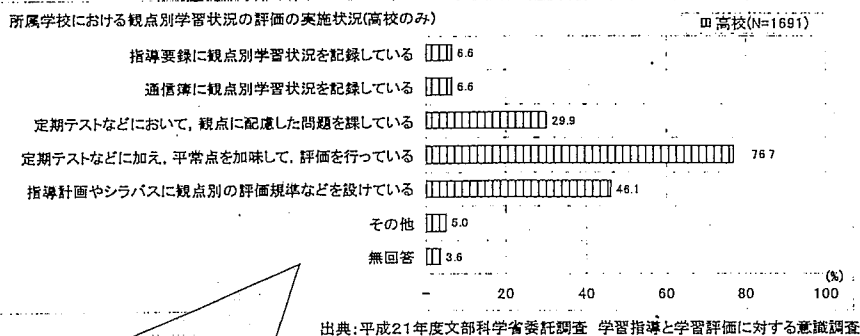 所属学校における観点別学習状況の評価の実施状況(高校のみ)
高校(N=1691)
指導要録に観点別学習状況を記録している 6.6
通信簿に観点別学習状況を記録している 6.6
定期テストなどにおいて，観点に配慮した問題を課している 29.9
定期テストなどに加え，平常点を加味して，評価を行っている 76.7
指導計画やシラバスに観点別の評価規準などを設けている 46.1
その他 5.0
無回答 3.6
(%)
- 20 40 60 80 100
出典:平成21年度文部科学省委託調査 学習指導と学習評価に対する意識調査